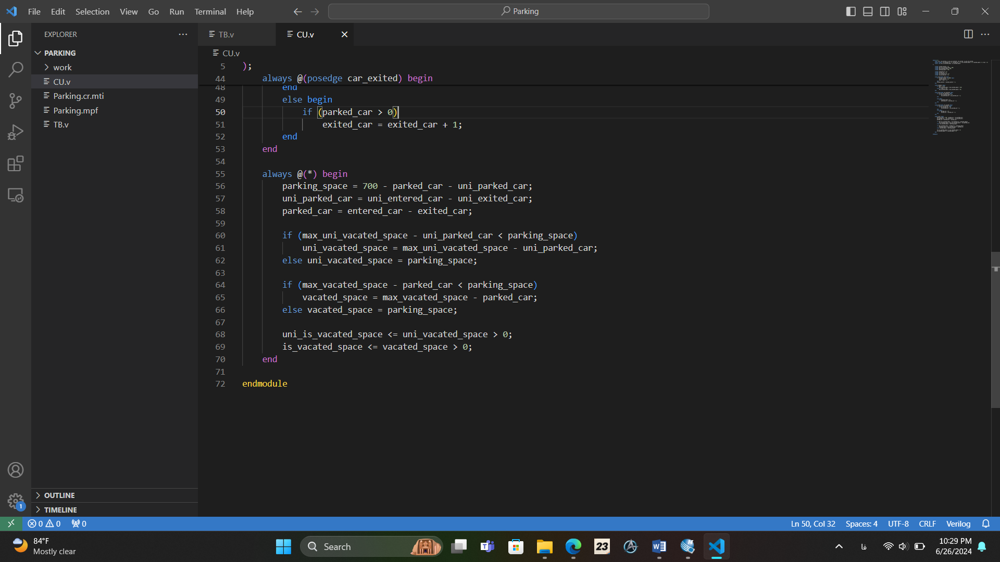 File Edit Selection View Go Run Terminal Help
Parking
EXPLORER
PARKING
work
CU.v
Parking.cr.mti
Parking.mpf
TB.v
OUTLINE
TIMELINE
TB.v
CU.v
CU.v
5 );
44 always @(posedge car_exited) begin
48 end
49 else begin
50 if (parked_car > 0)
51 exited_car = exited_car + 1;
52 end
53 end
54
55 always @(*) begin
56 parking_space = 700 - parked_car - uni_parked_car;
57 uni_parked_car = uni_entered_car - uni_exited_car;
58 parked_car = entered_car - exited_car;
59
60 if (max_uni_vacated_space - uni_parked_car < parking_space)
61 uni_vacated_space = max_uni_vacated_space - uni_parked_car;
62 else uni_vacated_space = parking_space;
63
64 if (max_vacated_space - parked_car < parking_space)
65 vacated_space = max_vacated_space - parked_car;
66 else vacated_space = parking_space;
67
68 uni_is_vacated_space <= uni_vacated_space > 0;
69 is_vacated_space <= vacated_space > 0;
70 end
71
72 endmodule
1
0 0 0
Ln 50, Col 32 Spaces: 4 UTF-8 CRLF Verilog
84°F
Mostly clear
Search
23
فا
10:29 PM
6/26/2024